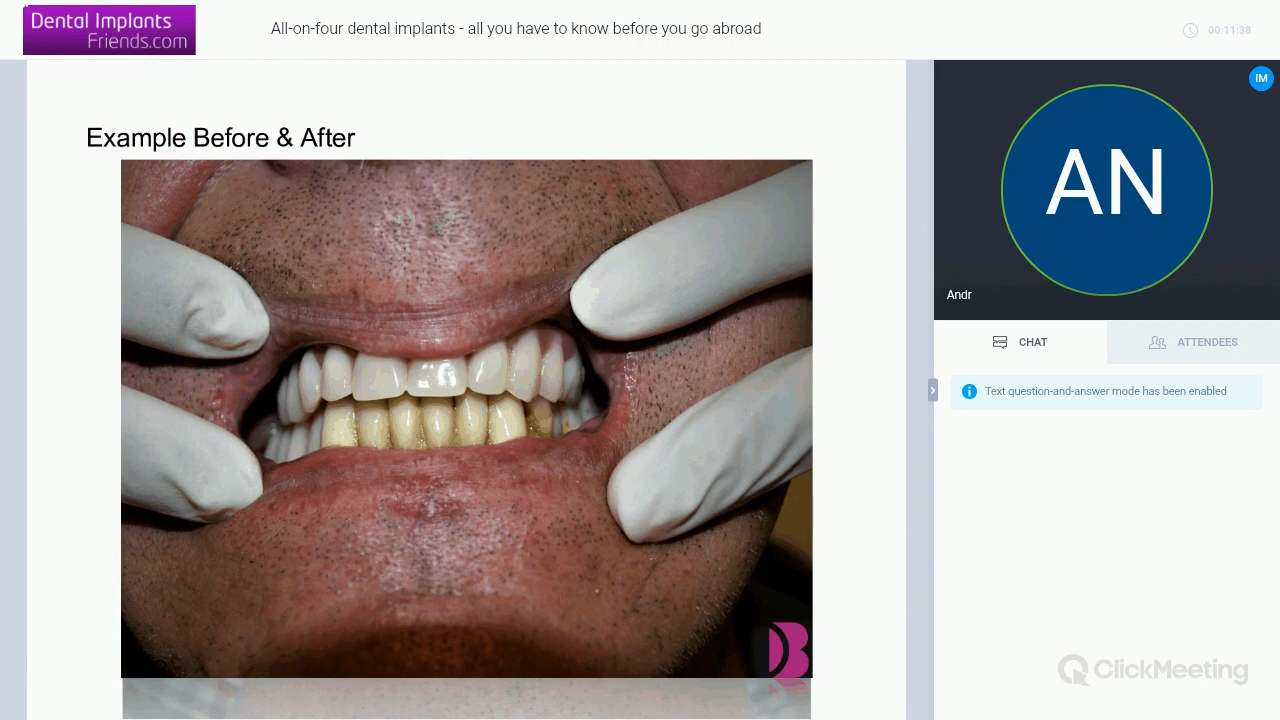 Dental Implants
Friends.com
All-on-four dental implants - all you have to know before you go abroad
00:11:38
Example Before & After
IM
AN
Andr
CHAT
ATTENDEES
Text question-and-answer mode has been enabled
ClickMeeting